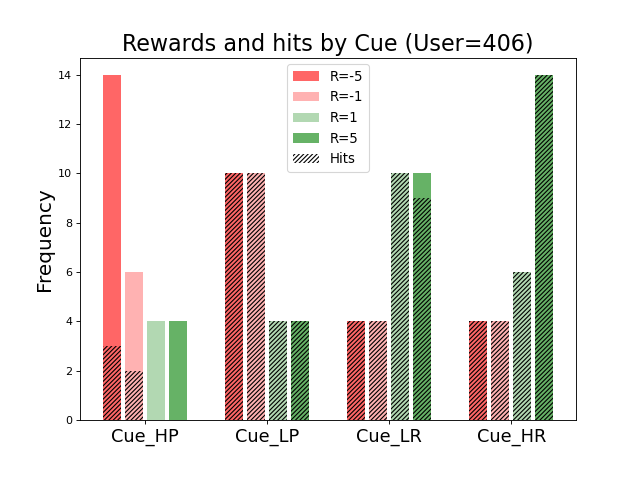 Rewards and hits by Cue (User=406)
R=-5
R=-1
R=1
R=5
Hits
Frequency
14
12
10
8
6
4
2
0
Cue_HP
Cue_LP
Cue_LR
Cue_HR